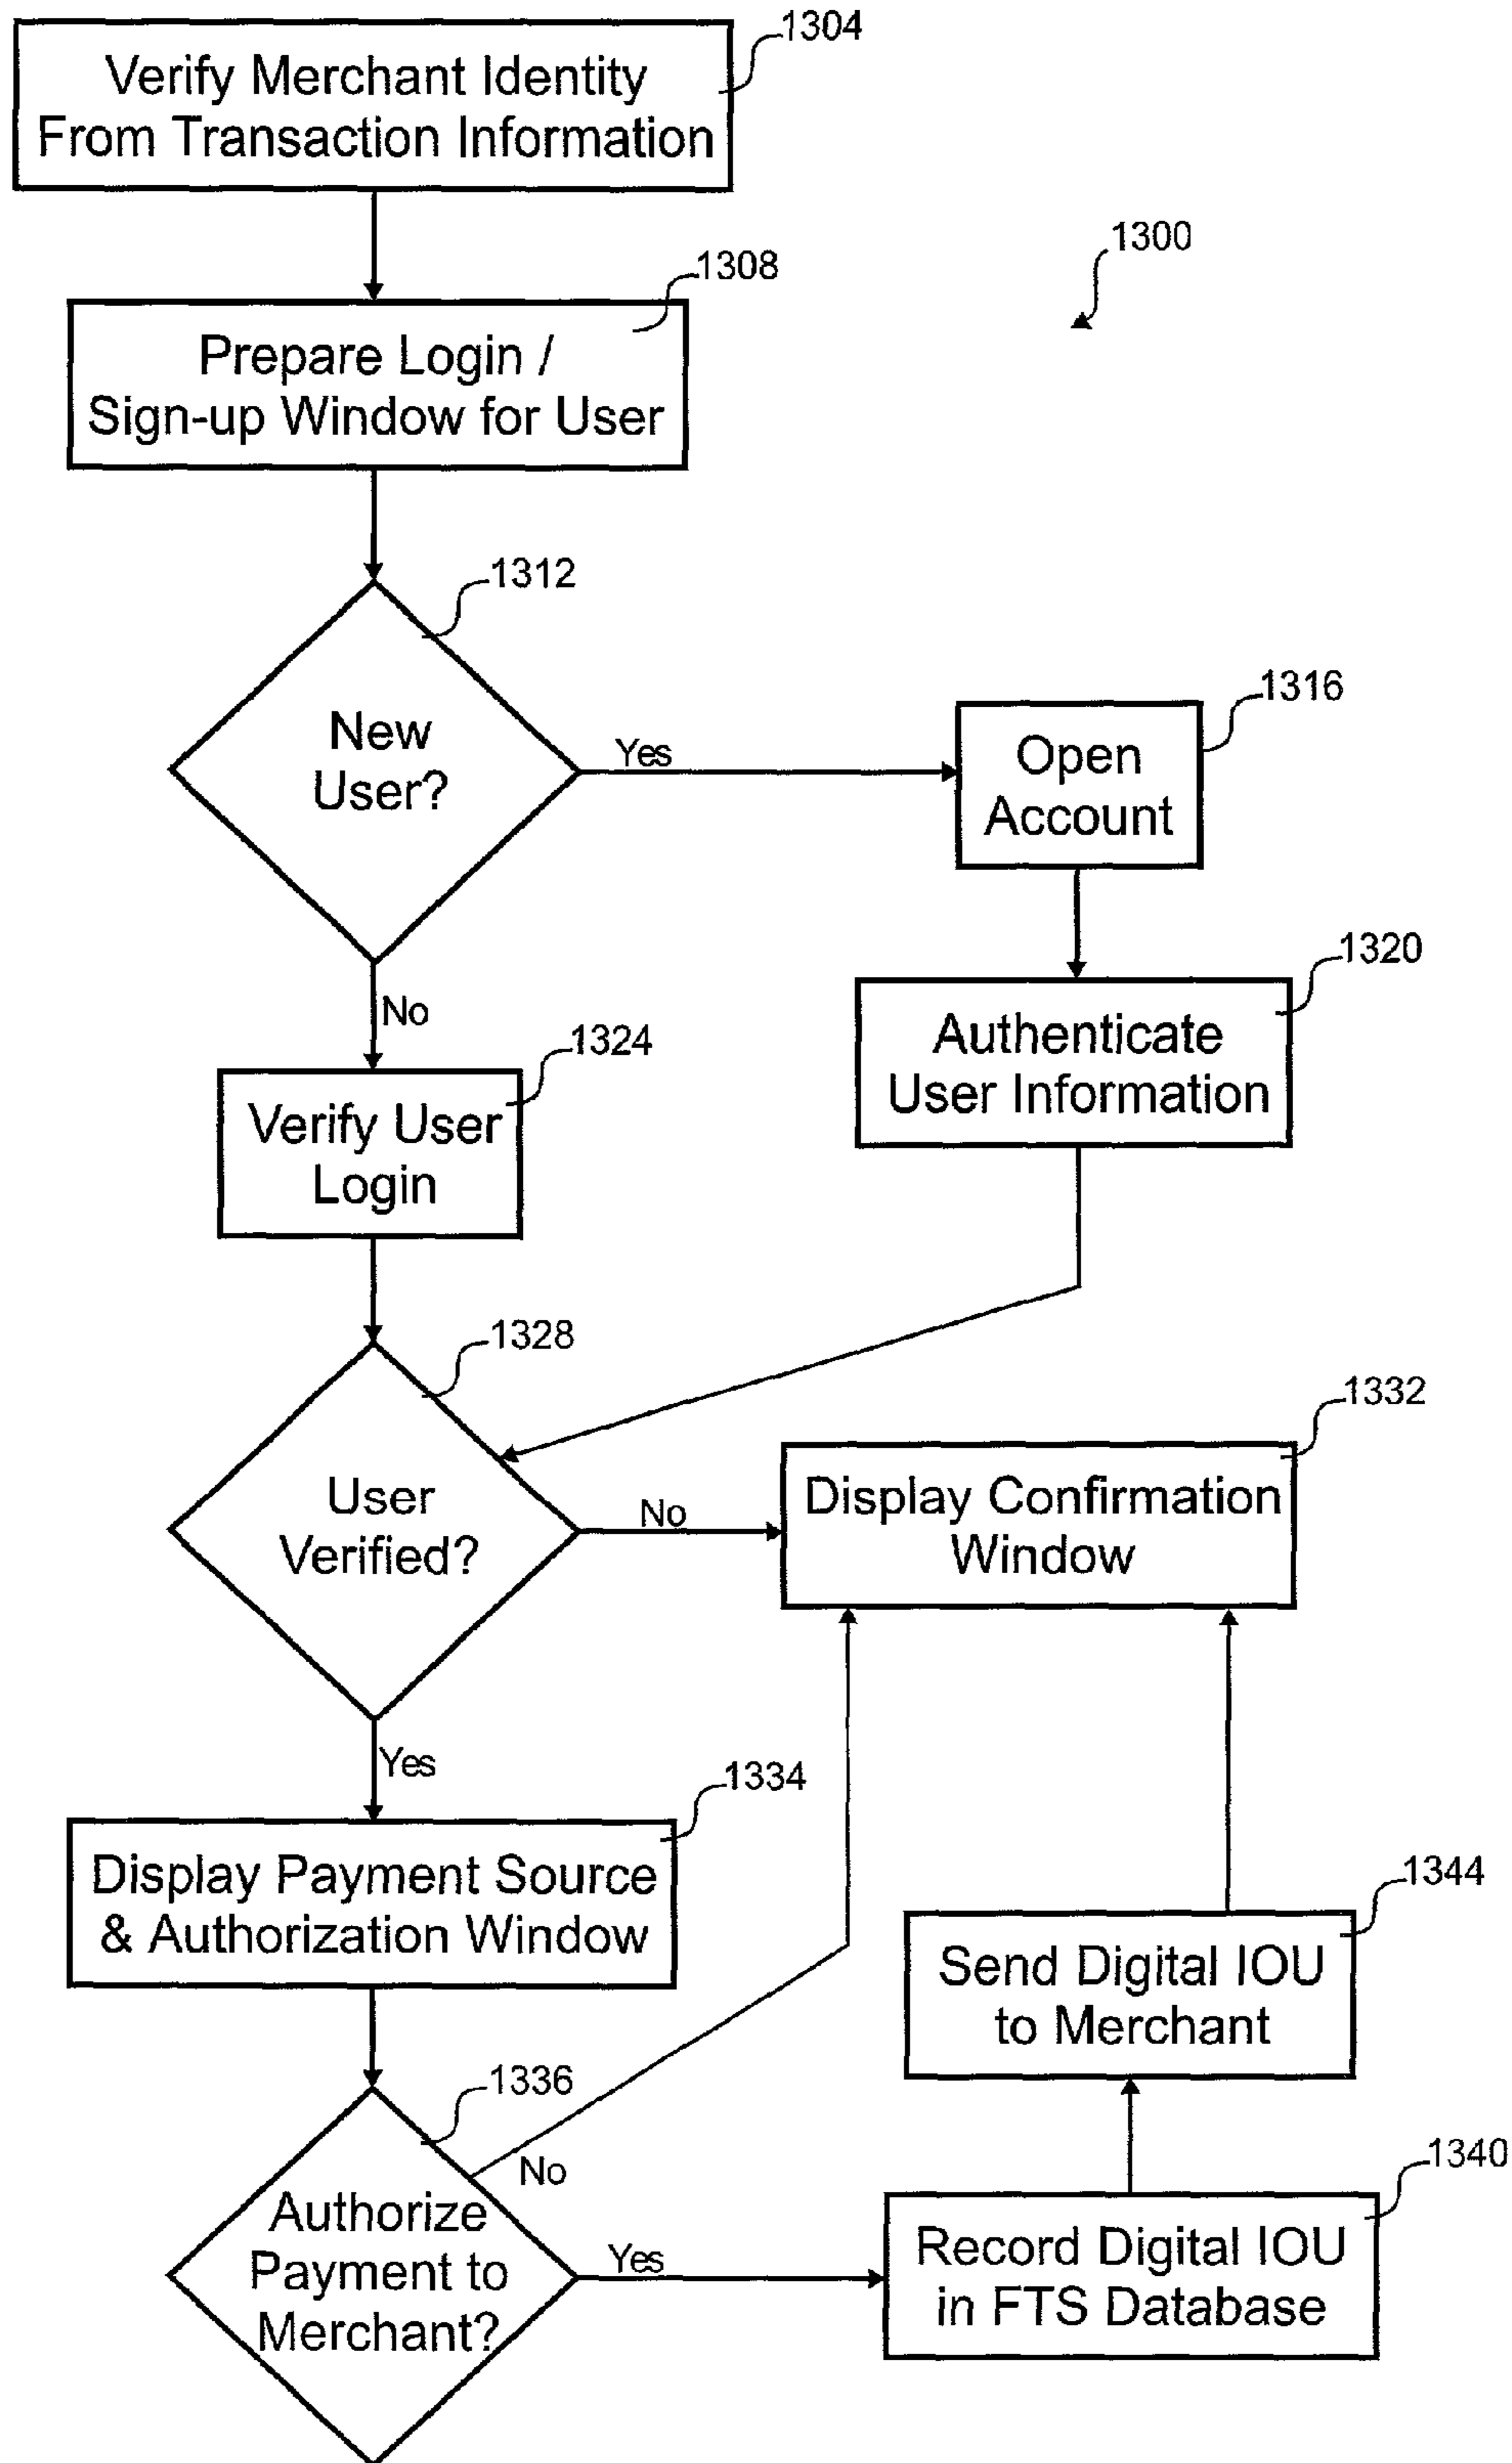 1304
Verify Merchant Identity
From Transaction Information
1300
1308
Prepare Login /
Sign-up Window for User
1312
New
User?
Yes
1316
Open
Account
No
1320
Authenticate
User Information
1324
Verify User
Login
1328
User
Verified?
No
1332
Display Confirmation
Window
Yes
1334
Display Payment Source
& Authorization Window
1344
Send Digital IOU
to Merchant
1336
Authorize
Payment to
Merchant?
No
Yes
1340
Record Digital IOU
in FTS Database